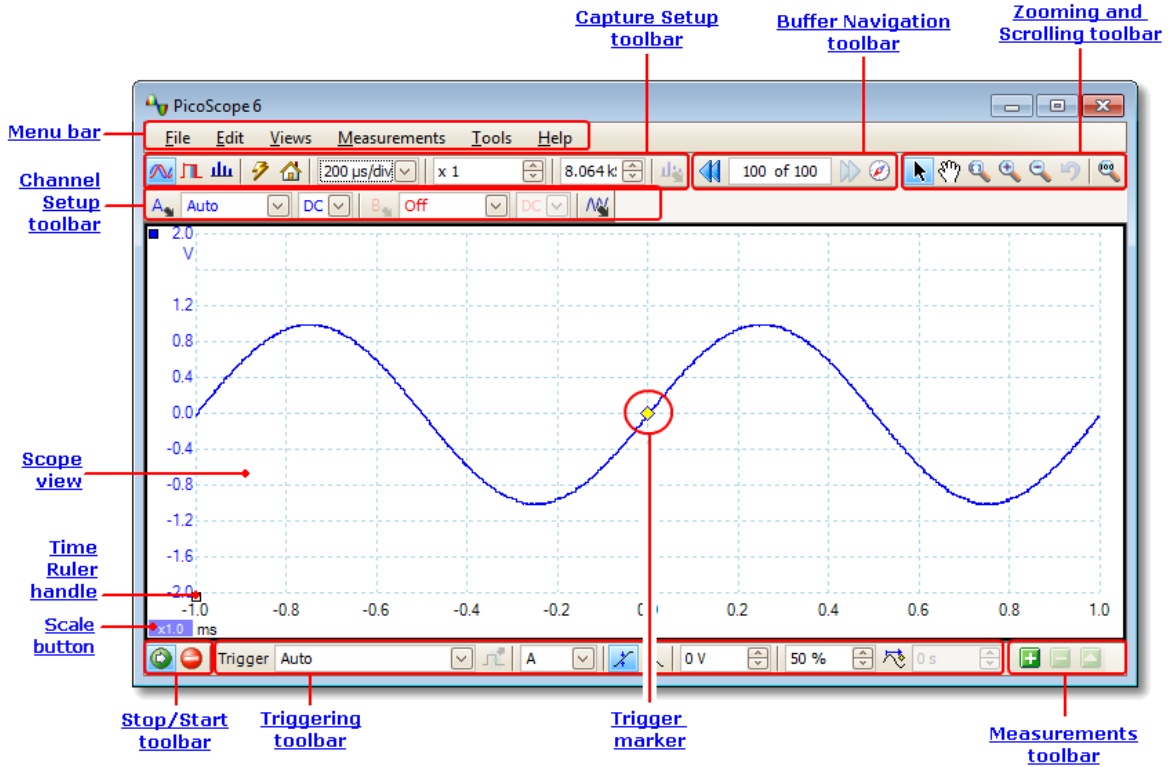 Capture Setup
toolbar
Buffer Navigation
toolbar
Zooming and
Scrolling toolbar
PicoScope 6
Menu bar
File Edit Views Measurements Tools Help
Channel
Setup
toolbar
200 µs/div x 1 8.064 k 100 of 100 100
A Auto DC B Off DC
2.0
V
1.2
0.8
0.4
0.0
-0.4
-0.8
-1.2
-1.6
-2.0
Scope
view
Time
Ruler
handle
Scale
button
-1.0 -0.8 -0.6 -0.4 -0.2 0.2 0.4 0.6 0.8 1.0
x1.0 ms
Trigger Auto A 0 V 50 % 0 s
Stop/Start
toolbar
Triggering
toolbar
Trigger
marker
Measurements
toolbar